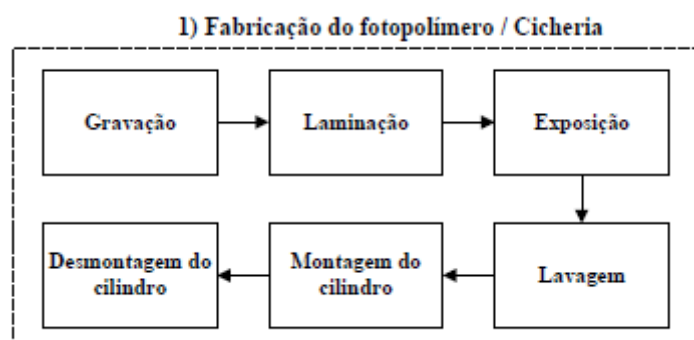 1) Fabricação do fotopolímero / Cicheria
Gravação
Laminação
Exposição
Desmontagem do
cilindro
Montagem do
cilindro
Lavagem